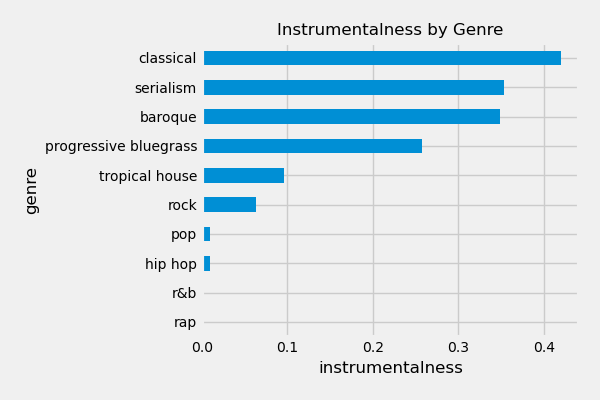 Instrumentalness by Genre
classical
serialism
baroque
progressive bluegrass
tropical house
rock
pop
hip hop
r&b
rap
genre
0.0 0.1 0.2 0.3 0.4
instrumentalness